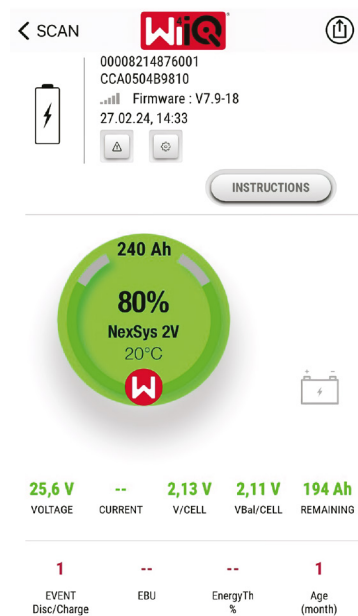 SCAN
WiiQ
00008214876001
CCA0504B9810
Firmware : V7.9-18
27.02.24, 14:33
INSTRUCTIONS
240 Ah
80%
NexSys 2V
20°C
25,6 V -- 2,13 V 2,11 V 194 Ah
VOLTAGE CURRENT V/CELL VBal/CELL REMAINING
1 -- -- 1
EVENT EBU EnergyTh Age
Disc/Charge % (month)